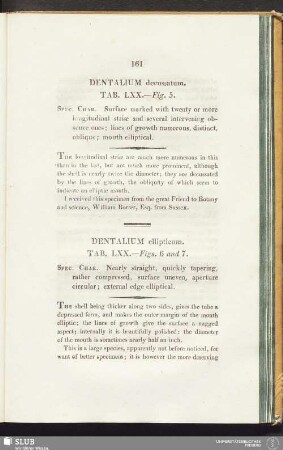 161
DENTALIUM decussatum.
TAB. LXX.—Fig. 5.
Spec. Char. Surface marked with twenty or more
longitudinal striæ and several intervening ob-
scure ones; lines of growth numerous, distinct,
oblique; mouth elliptical.
The longitudinal striæ are much more numerous in this
than in the last, but not much more prominent, although
the shell is nearly twice the diameter; they are decussated
by the lines of growth, the obliquity of which seem to
indicate an elliptic mouth.
I received this specimen from the great Friend to Botany
and science, William Borrer, Esq. from Sussex.
DENTALIUM ellipticum.
TAB. LXX.—Figs. 6 and 7.
Spec. Char. Nearly straight, quickly tapering,
rather compressed, surface uneven, aperture
circular; external edge elliptical.
The shell being thicker along two sides, gives the tube a
depressed form, and makes the outer margin of the mouth
elliptic; the lines of growth give the surface a rugged
aspect; internally it is beautifully polished: the diameter
of the mouth is sometimes nearly half an inch.
This is a large species, apparently not before noticed, for
want of better specimens; it is however the more deserving
SLUB